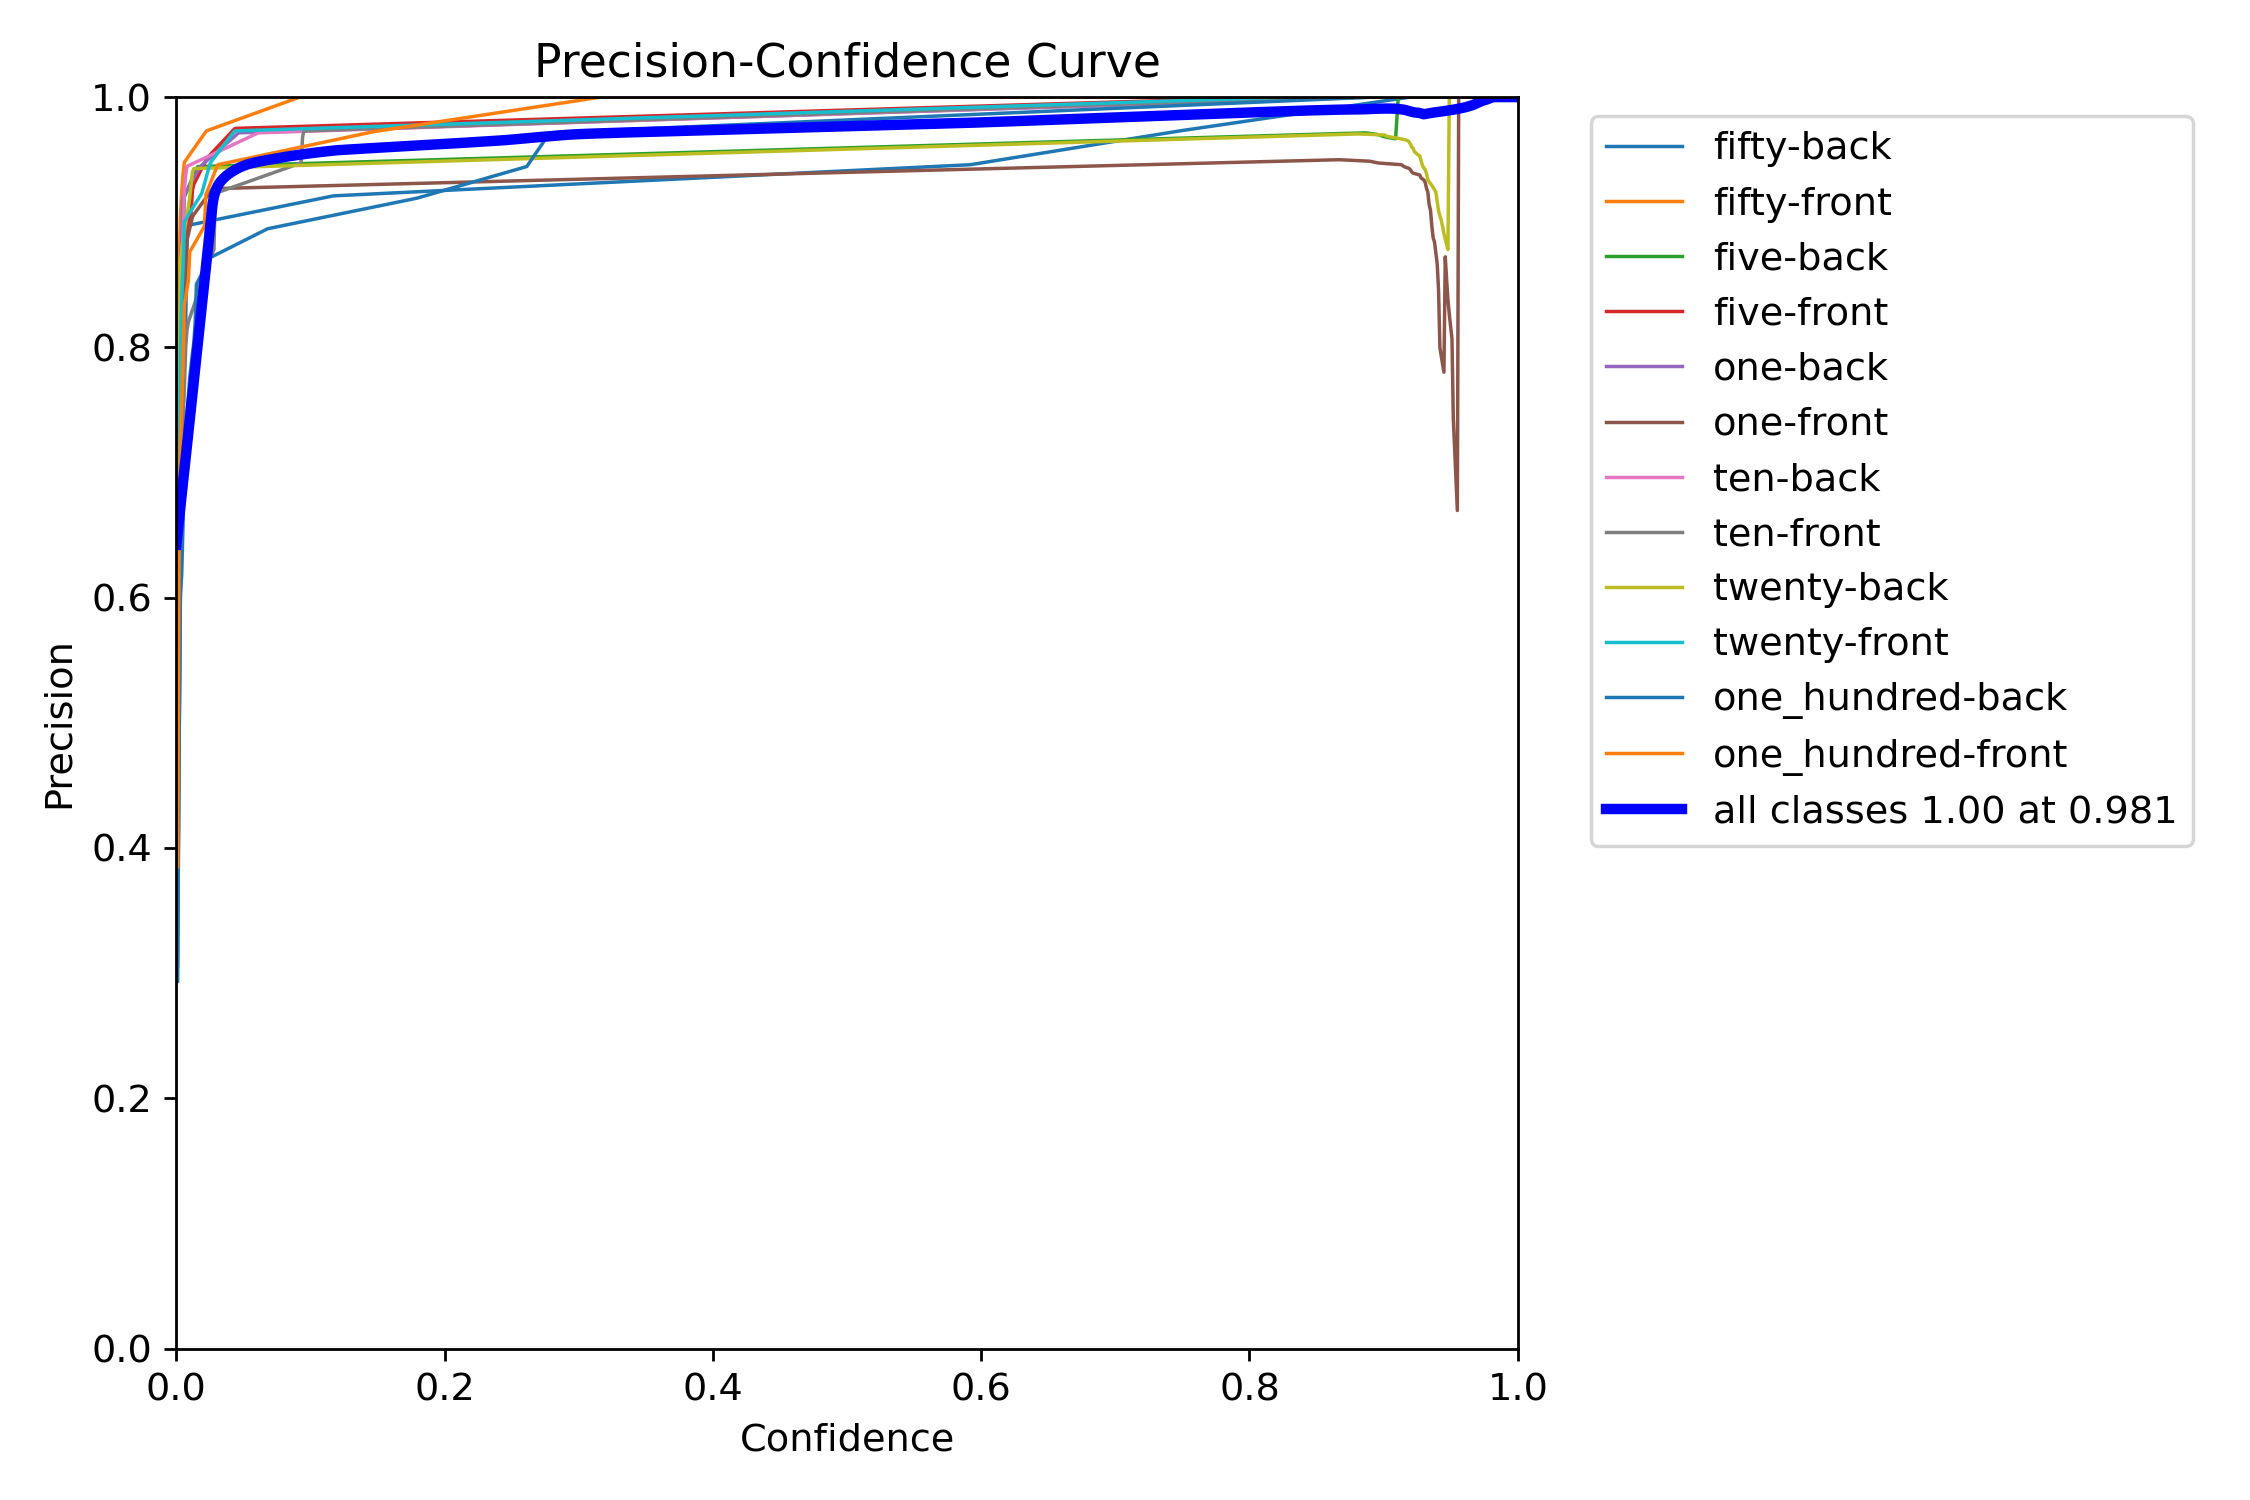 Precision-Confidence Curve
1.0
0.8
0.6
0.4
0.2
0.0
Precision
0.0 0.2 0.4 0.6 0.8 1.0
Confidence
fifty-back
fifty-front
five-back
five-front
one-back
one-front
ten-back
ten-front
twenty-back
twenty-front
one_hundred-back
one_hundred-front
all classes 1.00 at 0.981